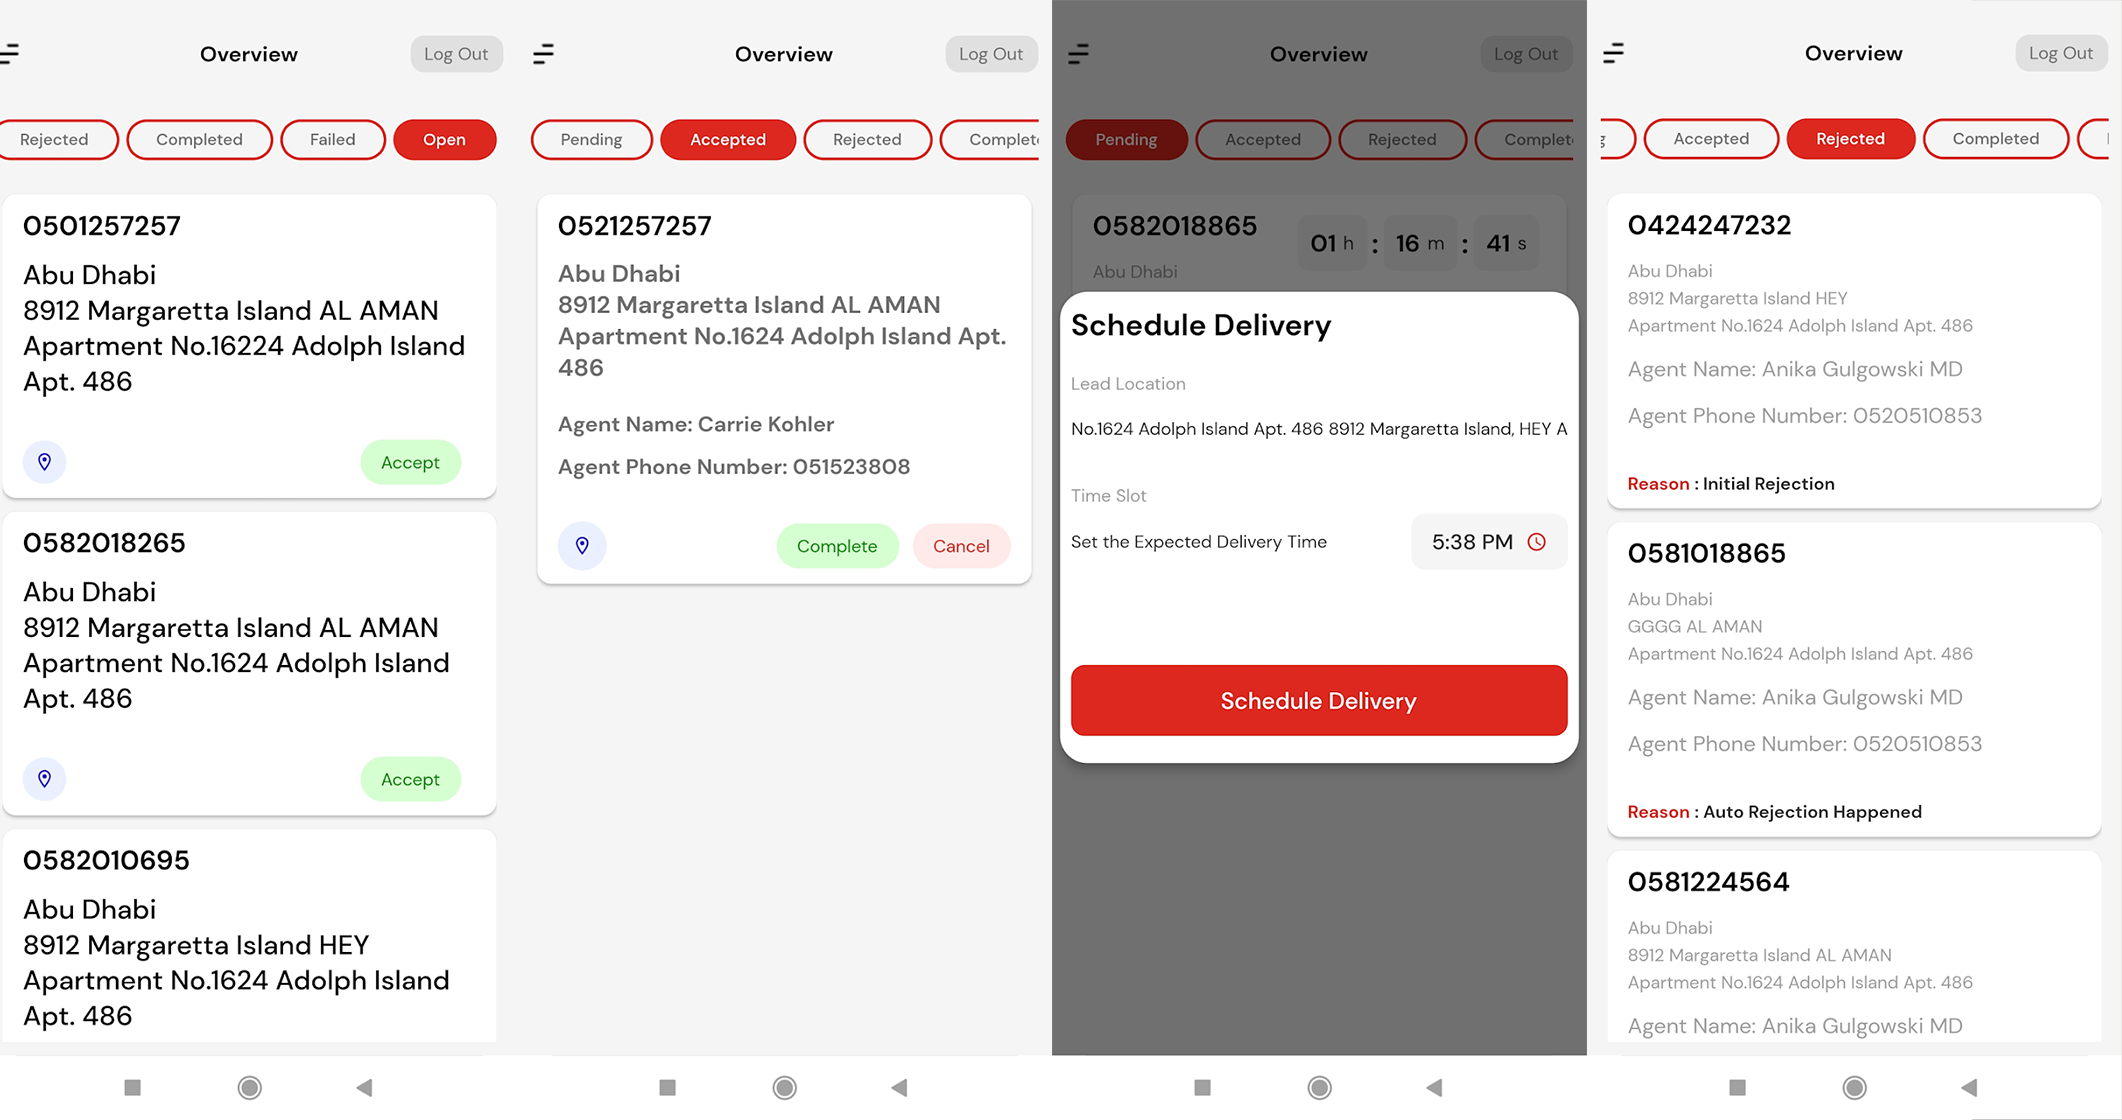 Overview
Log Out
Rejected
Completed
Failed
Open
0501257257
Abu Dhabi
8912 Margaretta Island AL AMAN
Apartment No.16224 Adolph Island
Apt. 486
Accept
0582018265
Abu Dhabi
8912 Margaretta Island AL AMAN
Apartment No.1624 Adolph Island
Apt. 486
Accept
0582010695
Abu Dhabi
8912 Margaretta Island HEY
Apartment No.1624 Adolph Island
Apt. 486
Overview
Log Out
Pending
Accepted
Rejected
Complet
0521257257
Abu Dhabi
8912 Margaretta Island AL AMAN
Apartment No.1624 Adolph Island Apt.
486
Agent Name: Carrie Kohler
Agent Phone Number: 051523808
Complete
Cancel
Overview
Log Out
Pending
Accepted
Rejected
Complet
0582018865
01 h : 16 m : 41 s
Abu Dhabi
Schedule Delivery
Lead Location
No.1624 Adolph Island Apt. 486 8912 Margaretta Island, HEY A
Time Slot
Set the Expected Delivery Time
5:38 PM
Schedule Delivery
Overview
Log Out
Accepted
Rejected
Completed
0424247232
Abu Dhabi
8912 Margaretta Island HEY
Apartment No.1624 Adolph Island Apt. 486
Agent Name: Anika Gulgowski MD
Agent Phone Number: 0520510853
Reason : Initial Rejection
0581018865
Abu Dhabi
GGGG AL AMAN
Apartment No.1624 Adolph Island Apt. 486
Agent Name: Anika Gulgowski MD
Agent Phone Number: 0520510853
Reason : Auto Rejection Happened
0581224564
Abu Dhabi
8912 Margaretta Island AL AMAN
Apartment No.1624 Adolph Island Apt. 486
Agent Name: Anika Gulgowski MD